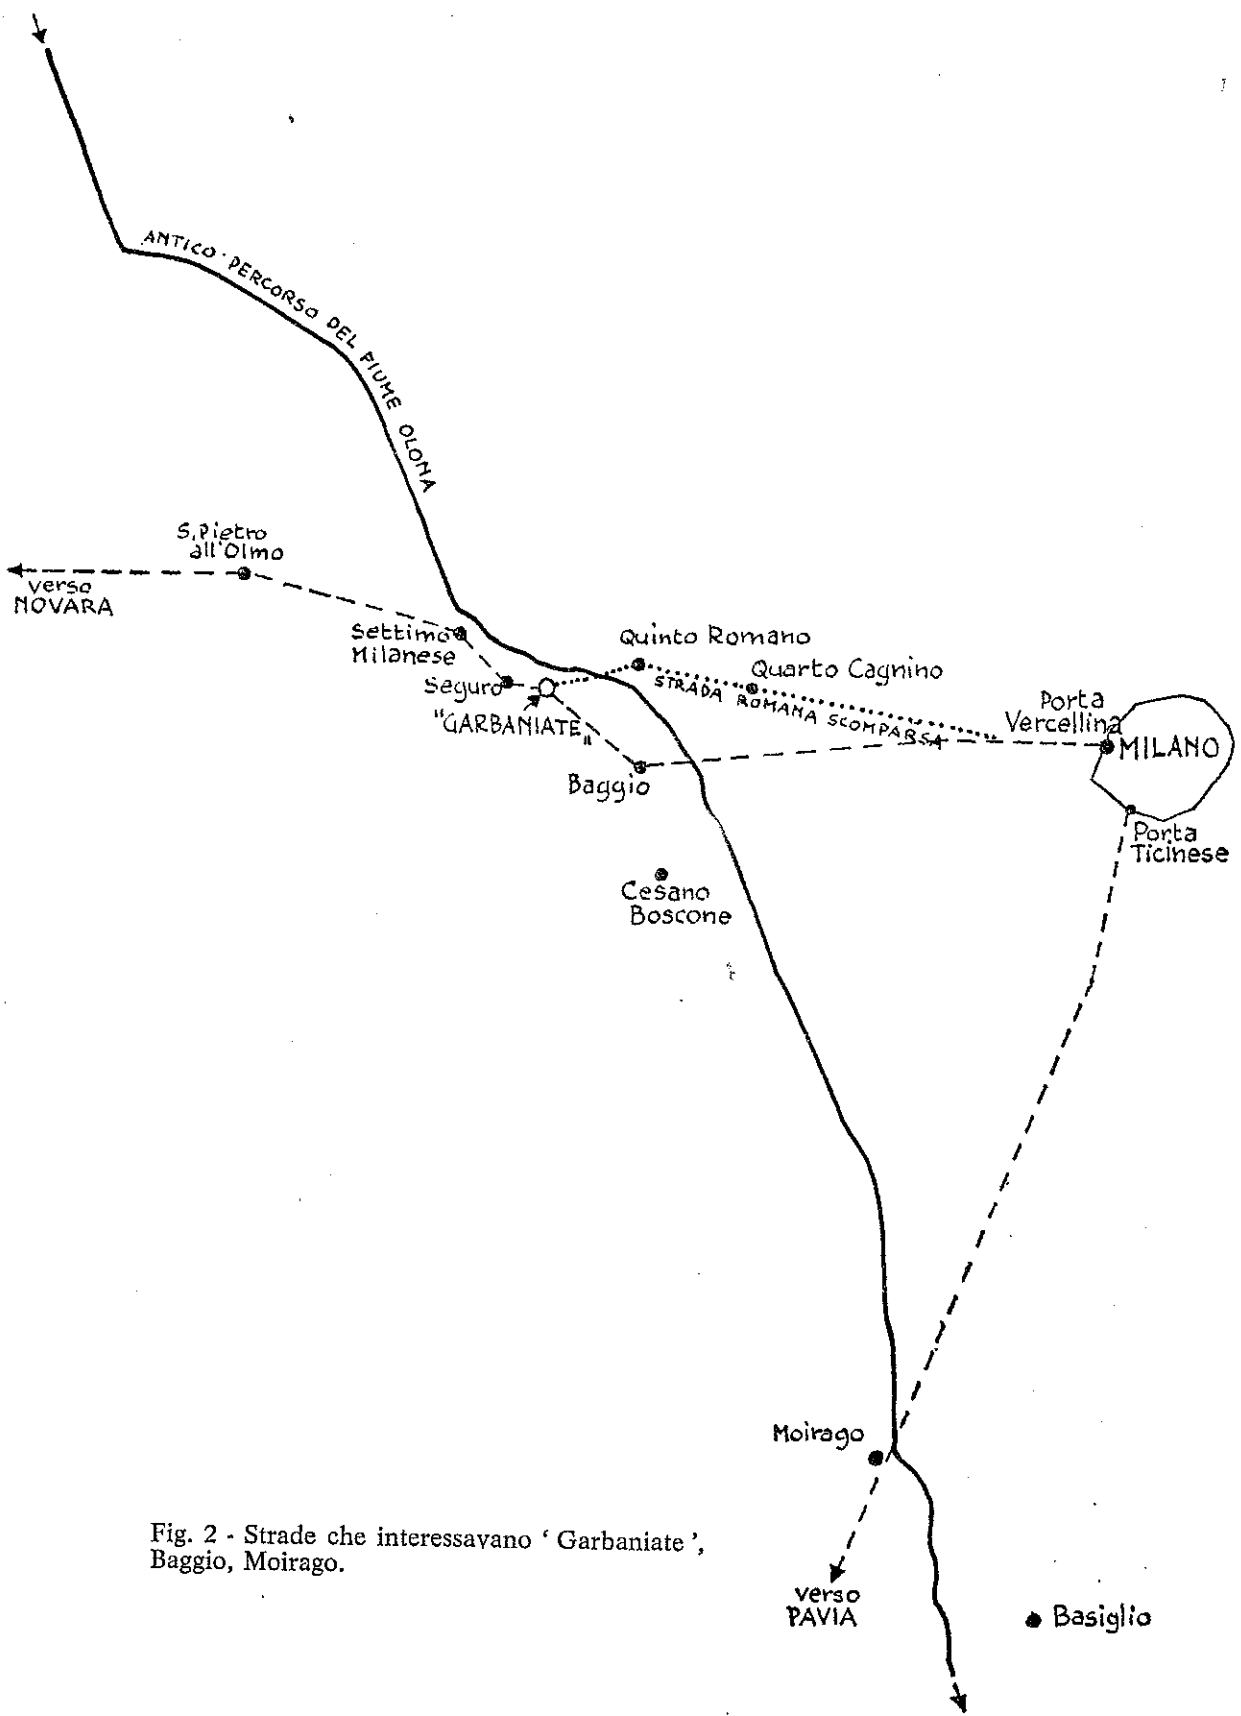 ANTICO PERCORSO DEL FIUME OLONA
S. Pietro
all'Olmo
verso
NOVARA
Settimo
Milanese
Seguro
"GARBANIATE"
Quinto Romano
Quarto Cagnino
STRADA ROMANA SCOMPARSA
Porta
Vercellina
MILANO
Baggio
Porta
Ticinese
Cesano
Boscone
Moirago
Fig. 2 - Strade che interessavano ‘ Garbaniate ’,
Baggio, Moirago.
verso
PAVIA
Basiglio